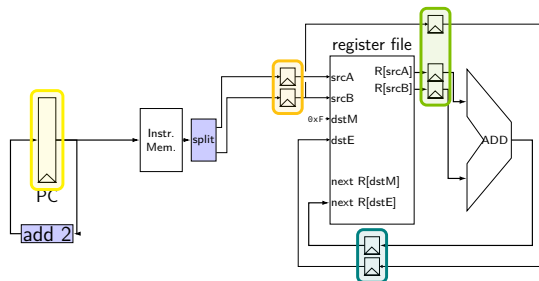 register file
srcA
srcB
0xF
dstM
dstE
next R[dstM]
next R[dstE]
R[srcA]
R[srcB]
Instr.
Mem.
split
PC
add 2
ADD